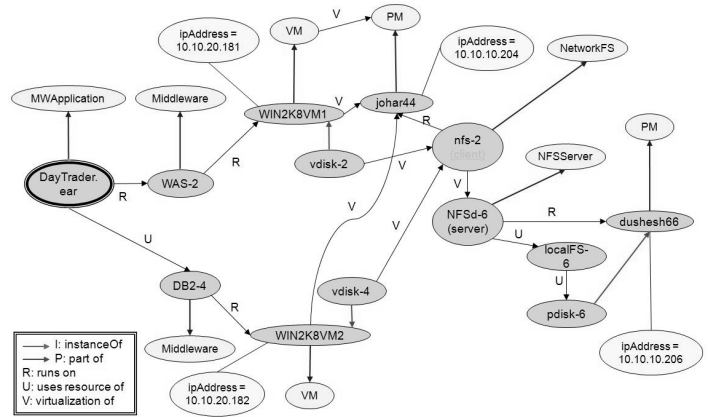 ipAddress =
10.10.20.181
VM
V
PM
ipAddress =
10.10.10.204
NetworkFS
MWApplication
Middleware
WIN2K8VM1
V
johar44
R
PM
R
vdisk-2
V
nfs-2
(client)
NFSServer
DayTrader.
ear
R
WAS-2
V
V
NFSd-6
(server)
R
dushesh66
U
V
V
U
localFS-
6
U
DB2-4
R
vdisk-4
pdisk-6
WIN2K8VM2
Middleware
ipAddress =
10.10.10.206
ipAddress =
10.10.20.182
VM
I: instanceOf
P: part of
R: runs on
U: uses resource of
V: virtualization of